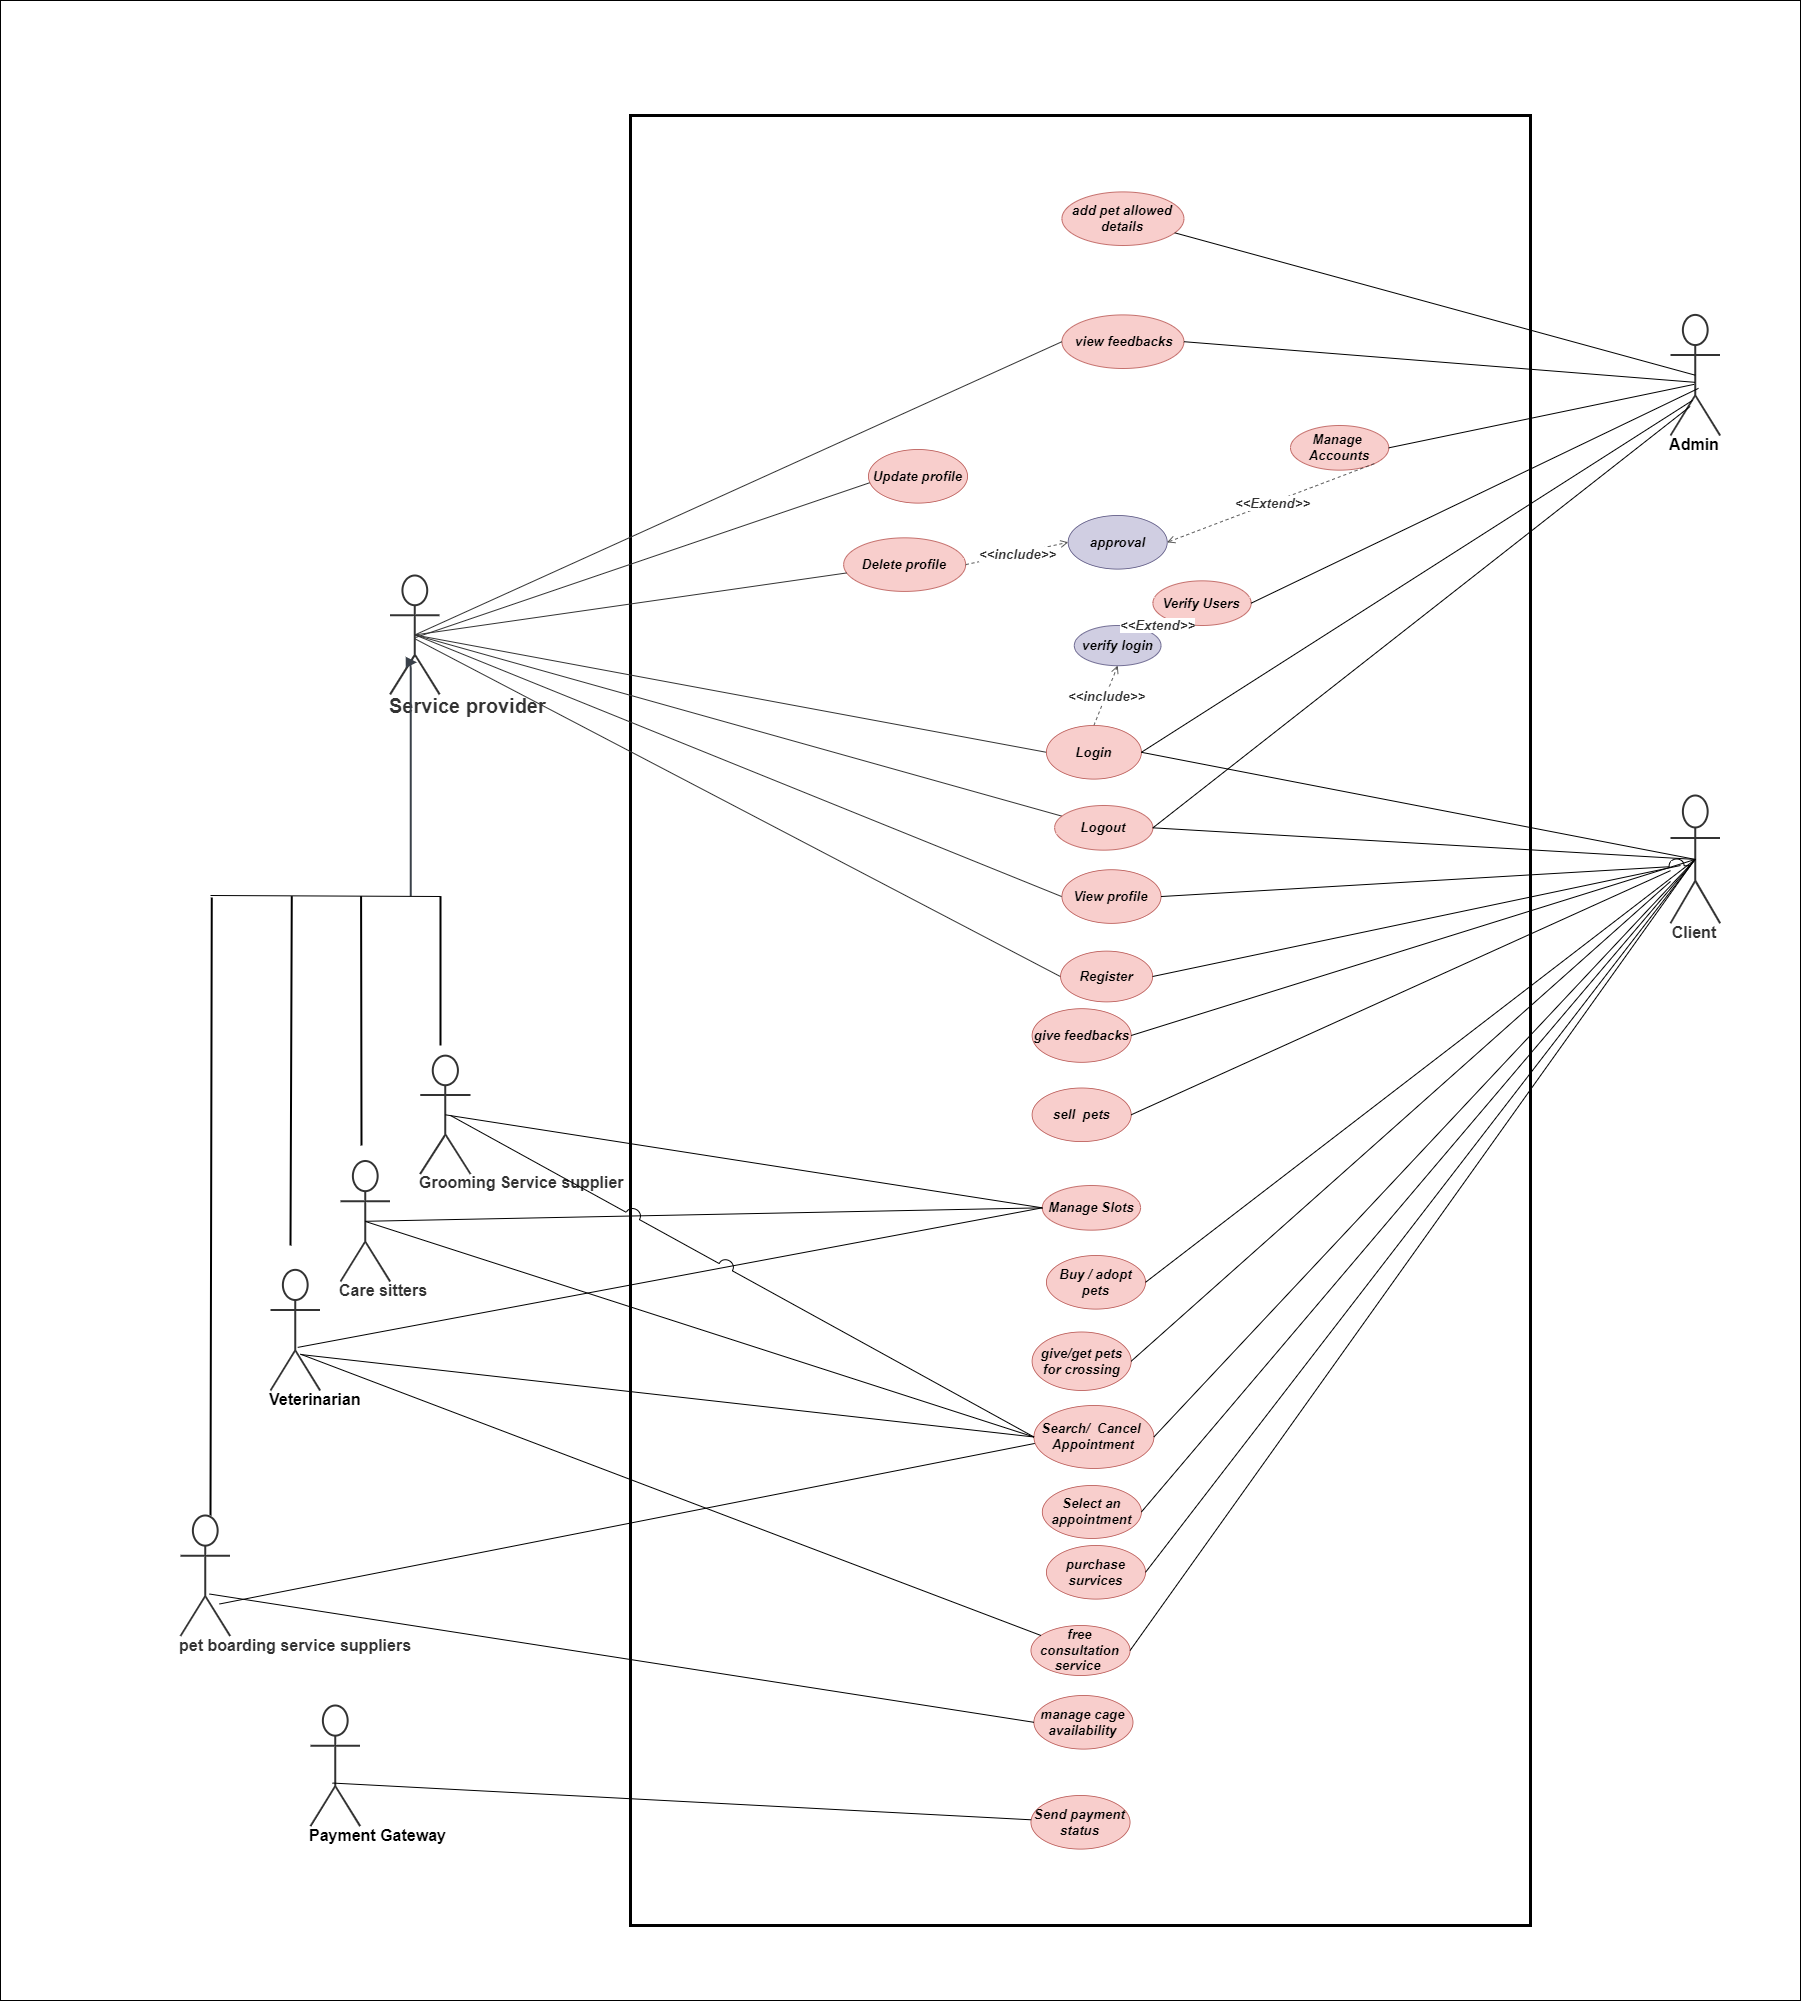 add pet allowed
details
view feedbacks
Manage
Accounts
Admin
Update profile
<<Extend>>
approval
<<include>>
Delete profile
Verify Users
<<Extend>>
verify login
<<include>>
Service provider
Login
Logout
View profile
Client
Register
give feedbacks
sell  pets
Grooming Service supplier
Manage Slots
Care sitters
Buy / adopt
pets
give/get pets
for crossing
Veterinarian
Search/  Cancel
Appointment
Select an
appointment
purchase
survices
pet boarding service suppliers
free
consultation
service
manage cage
availability
Payment Gateway
Send payment
status